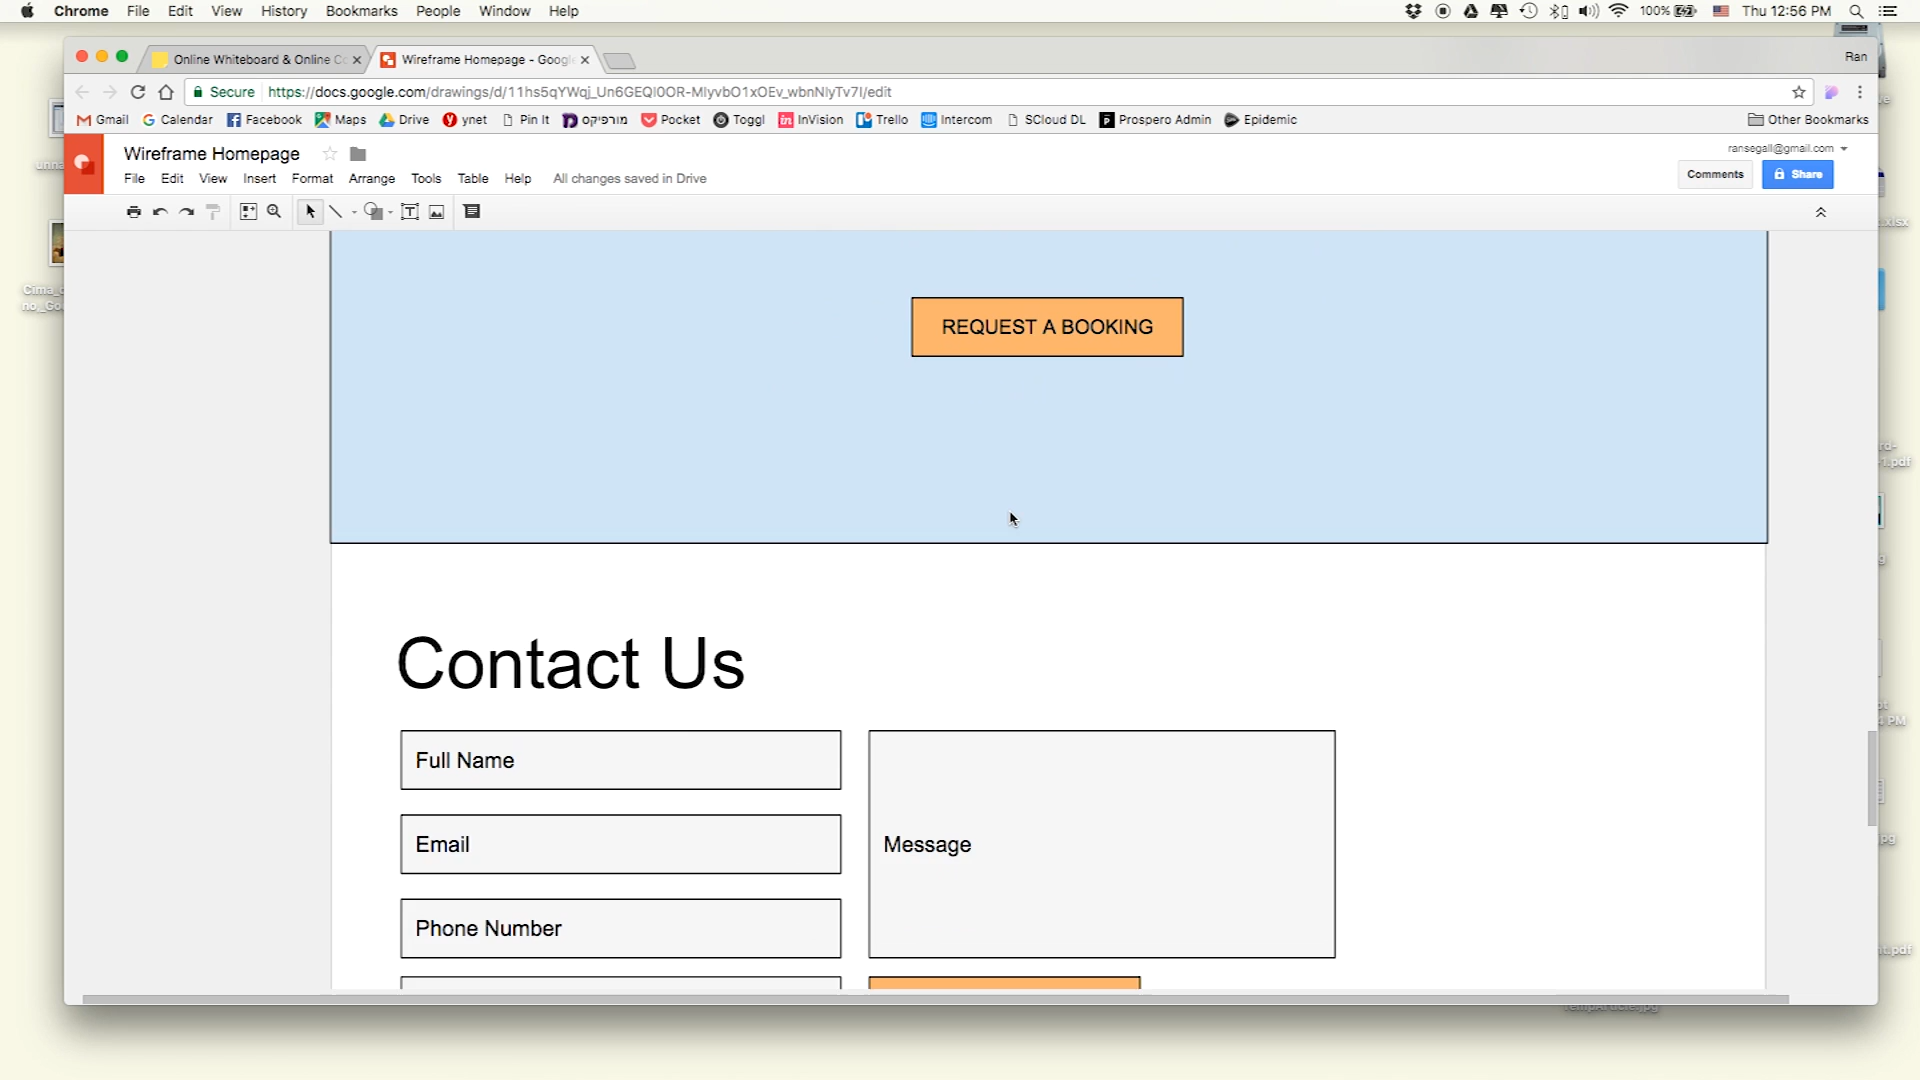 Chrome File Edit View History Bookmarks People Window Help 100% Thu 12:56 PM
Online Whiteboard & Online Wireframe Homepage - Googl Ran
Secure https://docs.google.com/drawings/d/11hs5qYWqj_Un6GEQl0OR-MlyvbO1xOEv_wbnNlyTv7I/edit
Gmail Calendar Facebook Maps Drive ynet Pin It מורפיקס Pocket Toggl InVision Trello Intercom SCloud DL Prospero Admin Epidemic Other Bookmarks
Wireframe Homepage ransegall@gmail.com
File Edit View Insert Format Arrange Tools Table Help All changes saved in Drive Comments Share
REQUEST A BOOKING
Contact Us
Full Name
Email
Message
Phone Number